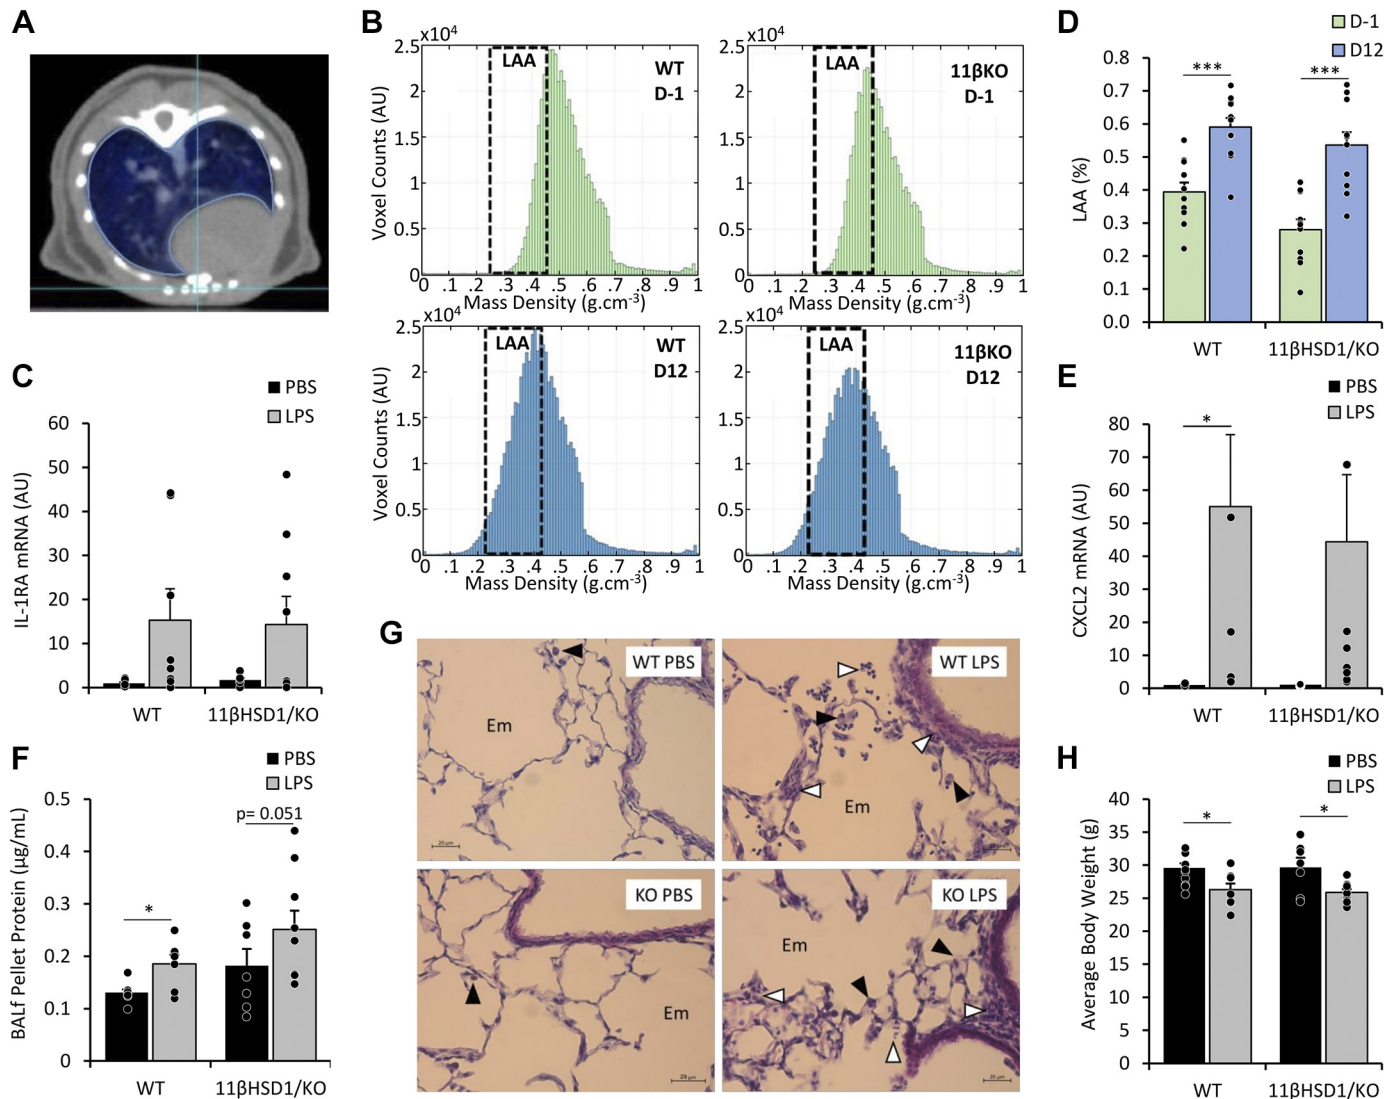 A
B
x10⁴
2.5
2
1.5
1
0.5
0
Voxel Counts (AU)
LAA
WT
D-1
0 .1 .2 .3 .4 .5 .6 .7 .8 .9 1
Mass Density (g.cm⁻³)
x10⁴
2.5
2
1.5
1
0.5
0
LAA
11βKO
D-1
0 .1 .2 .3 .4 .5 .6 .7 .8 .9 1
Mass Density (g.cm⁻³)
x10⁴
2.5
2
1.5
1
0.5
0
Voxel Counts (AU)
LAA
WT
D12
0 .1 .2 .3 .4 .5 .6 .7 .8 .9 1
Mass Density (g.cm⁻³)
x10⁴
2.5
2
1.5
1
0.5
0
LAA
11βKO
D12
0 .1 .2 .3 .4 .5 .6 .7 .8 .9 1
Mass Density (g.cm⁻³)
D
D-1
D12
LAA (%)
0.8
0.7
0.6
0.5
0.4
0.3
0.2
0.1
0.0
*** ***
WT 11βHSD1/KO
C
PBS
LPS
IL-1RA mRNA (AU)
60
50
40
30
20
10
0
WT 11βHSD1/KO
E
PBS
LPS
CXCL2 mRNA (AU)
80
70
60
50
40
30
20
10
0
*
WT 11βHSD1/KO
F
PBS
LPS
BALf Pellet Protein (µg/mL)
0.5
0.4
0.3
0.2
0.1
0
*
p= 0.051
WT 11βHSD1/KO
G
WT PBS
Em
20 µm
WT LPS
Em
20 µm
KO PBS
Em
20 µm
KO LPS
Em
20 µm
H
PBS
LPS
Average Body Weight (g)
40
35
30
25
20
15
10
5
0
* *
WT 11βHSD1/KO